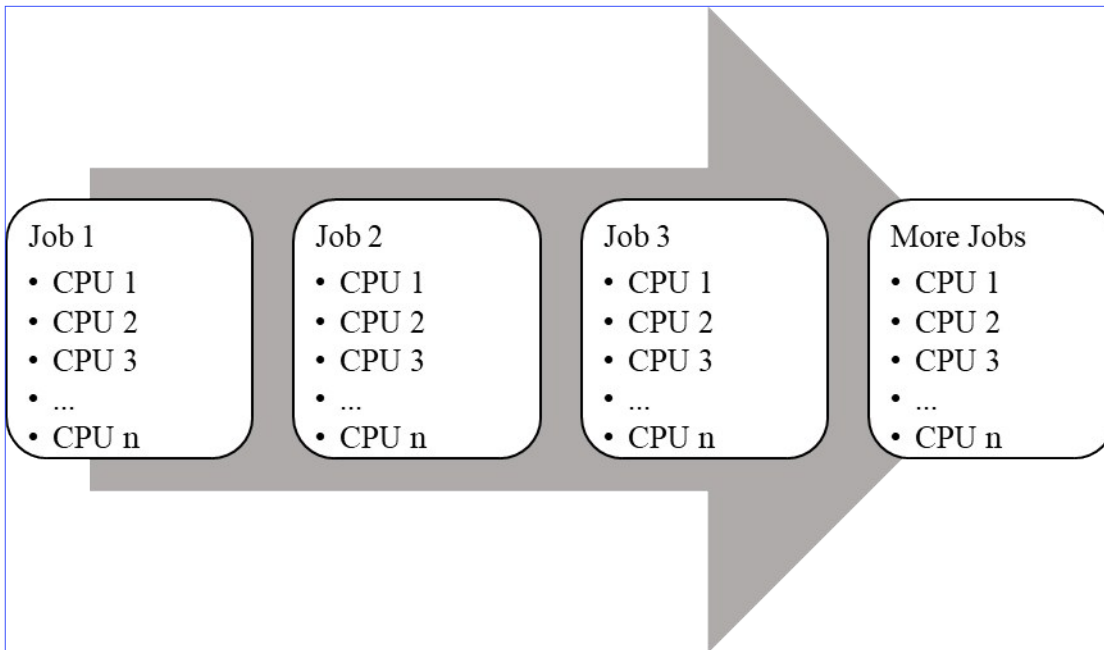 Job 1
• CPU 1
• CPU 2
• CPU 3
• ...
• CPU n
Job 2
• CPU 1
• CPU 2
• CPU 3
• ...
• CPU n
Job 3
• CPU 1
• CPU 2
• CPU 3
• ...
• CPU n
More Jobs
• CPU 1
• CPU 2
• CPU 3
• ...
• CPU n